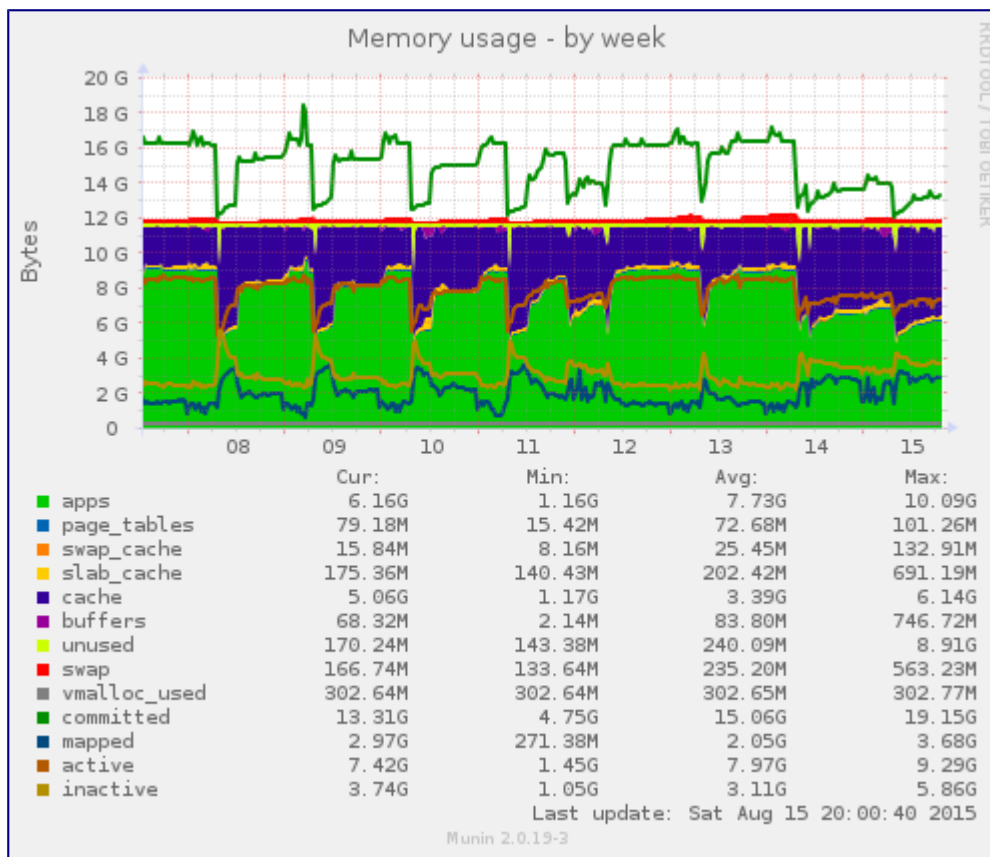 Memory usage - by week
RRDTOOL / TOBI OETIKER
Bytes
20 G
18 G
16 G
14 G
12 G
10 G
8 G
6 G
4 G
2 G
0
08 09 10 11 12 13 14 15
Cur: Min: Avg: Max:
apps 6.16G 1.16G 7.73G 10.09G
page_tables 79.18M 15.42M 72.68M 101.26M
swap_cache 15.84M 8.16M 25.45M 132.91M
slab_cache 175.36M 140.43M 202.42M 691.19M
cache 5.06G 1.17G 3.39G 6.14G
buffers 68.32M 2.14M 83.80M 746.72M
unused 170.24M 143.38M 240.09M 8.91G
swap 166.74M 133.64M 235.20M 563.23M
vmalloc_used 302.64M 302.64M 302.65M 302.77M
committed 13.31G 4.75G 15.06G 19.15G
mapped 2.97G 271.38M 2.05G 3.68G
active 7.42G 1.45G 7.97G 9.29G
inactive 3.74G 1.05G 3.11G 5.86G
Last update: Sat Aug 15 20:00:40 2015
Munin 2.0.19-3